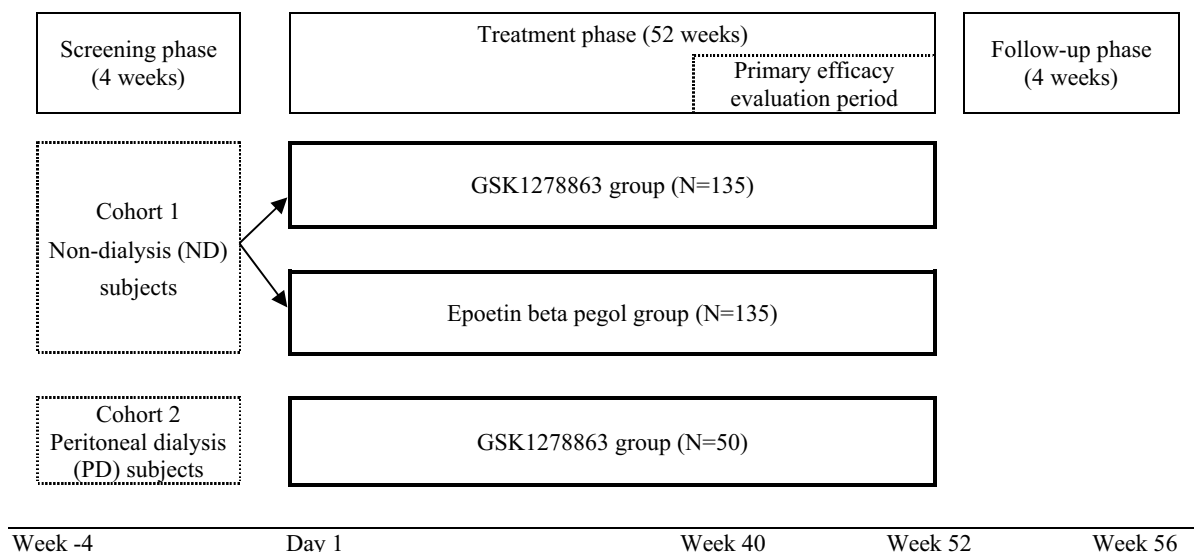 Screening phase
(4 weeks)
Treatment phase (52 weeks)
Primary efficacy
evaluation period
Follow-up phase
(4 weeks)
Cohort 1
Non-dialysis (ND)
subjects
GSK1278863 group (N=135)
Epoetin beta pegol group (N=135)
Cohort 2
Peritoneal dialysis
(PD) subjects
GSK1278863 group (N=50)
Week -4 Day 1 Week 40 Week 52 Week 56